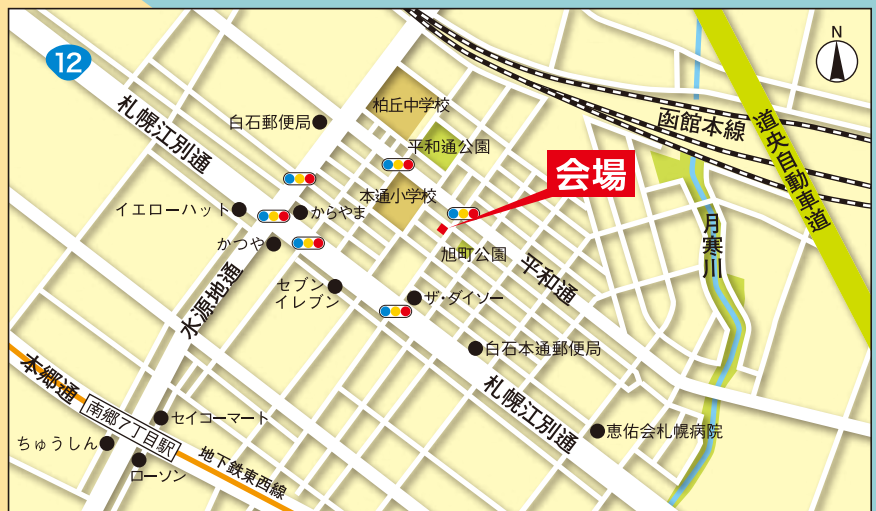 N
12
札幌江別通
白石郵便局
柏丘中学校
平和通公園
函館本線
道央自動車道
会場
本通小学校
イエローハット
からやま
かつや
月寒川
旭町公園
平和通
水源地通
セブン
イレブン
ザ・ダイソー
白石本通郵便局
本郷通
札幌江別通
南郷7丁目駅
セイコーマート
ちゅうしん
ローソン
地下鉄東西線
恵佑会札幌病院